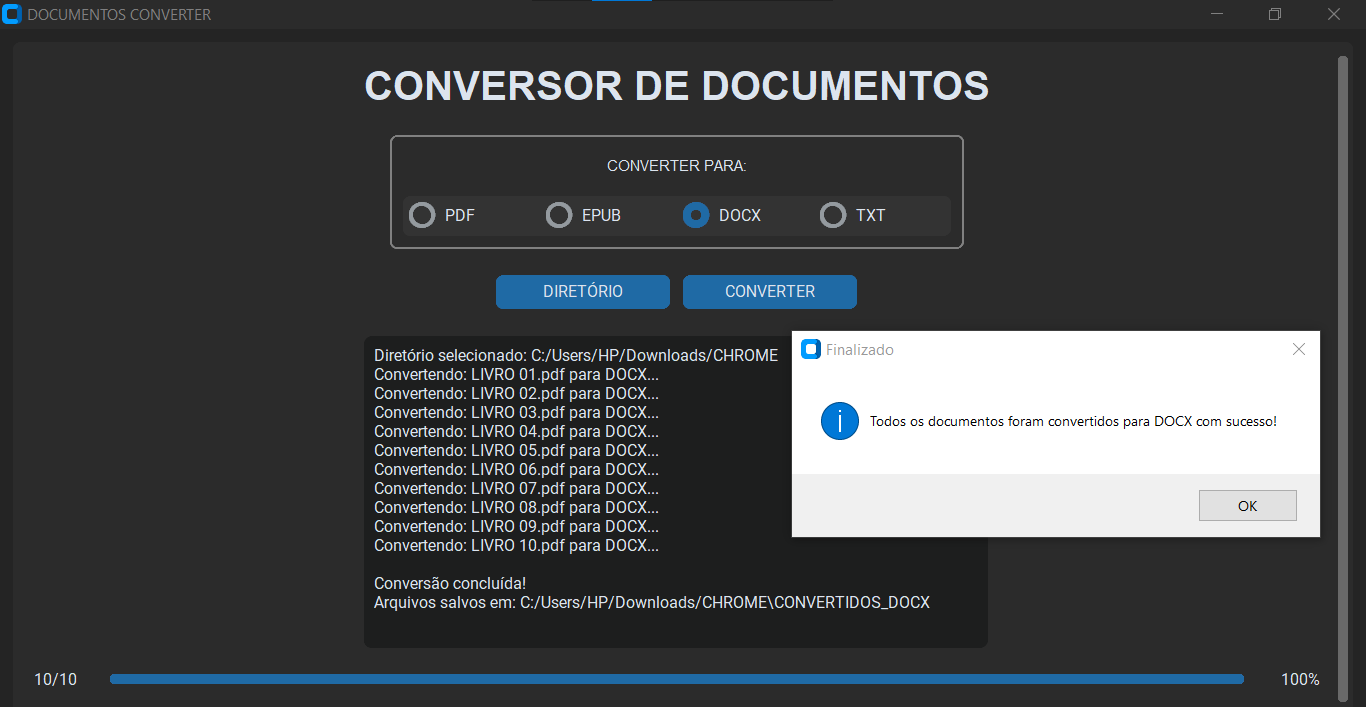 DOCUMENTOS CONVERTER
CONVERSOR DE DOCUMENTOS
CONVERTER PARA:
PDF EPUB DOCX TXT
DIRETÓRIO CONVERTER
Diretório selecionado: C:/Users/HP/Downloads/CHROME
Convertendo: LIVRO 01.pdf para DOCX...
Convertendo: LIVRO 02.pdf para DOCX...
Convertendo: LIVRO 03.pdf para DOCX...
Convertendo: LIVRO 04.pdf para DOCX...
Convertendo: LIVRO 05.pdf para DOCX...
Convertendo: LIVRO 06.pdf para DOCX...
Convertendo: LIVRO 07.pdf para DOCX...
Convertendo: LIVRO 08.pdf para DOCX...
Convertendo: LIVRO 09.pdf para DOCX...
Convertendo: LIVRO 10.pdf para DOCX...
Conversão concluída!
Arquivos salvos em: C:/Users/HP/Downloads/CHROME\CONVERTIDOS_DOCX
Finalizado
Todos os documentos foram convertidos para DOCX com sucesso!
OK
10/10 100%